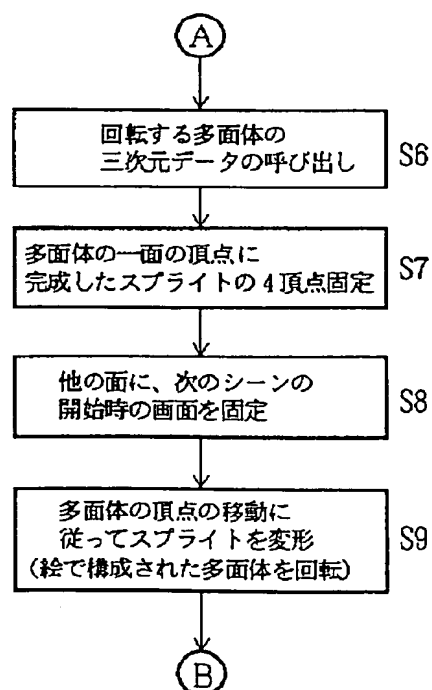 A
回転する多面体の
三次元データの呼び出し
S6
多面体の一面の頂点に
完成したスプライトの4頂点固定
S7
他の面に、次のシーンの
開始時の画面を固定
S8
多面体の頂点の移動に
従ってスプライトを変形
(絵で構成された多面体を回転)
S9
B